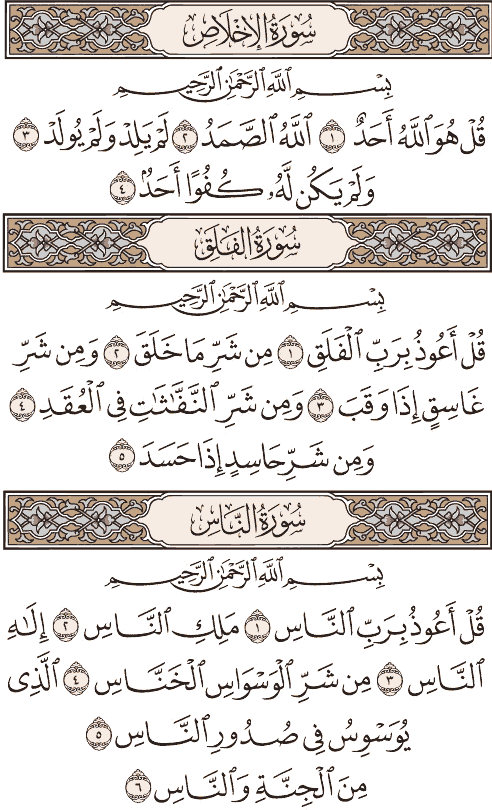 سُورَةُ الإِخْلَاصِ
بِسْمِ ٱللَّهِ ٱلرَّحْمَٰنِ ٱلرَّحِيمِ
قُلْ هُوَ ٱللَّهُ أَحَدٌ ١ ٱللَّهُ ٱلصَّمَدُ ٢ لَمْ يَلِدْ وَلَمْ يُولَدْ ٣
وَلَمْ يَكُن لَّهُۥ كُفُوًا أَحَدٌۢ ٤
سُورَةُ الفَلَقِ
بِسْمِ ٱللَّهِ ٱلرَّحْمَٰنِ ٱلرَّحِيمِ
قُلْ أَعُوذُ بِرَبِّ ٱلْفَلَقِ ١ مِن شَرِّ مَا خَلَقَ ٢ وَمِن شَرِّ
غَاسِقٍ إِذَا وَقَبَ ٣ وَمِن شَرِّ ٱلنَّفَّٰثَٰتِ فِى ٱلْعُقَدِ ٤
وَمِن شَرِّ حَاسِدٍ إِذَا حَسَدَ ٥
سُورَةُ النَّاسِ
بِسْمِ ٱللَّهِ ٱلرَّحْمَٰنِ ٱلرَّحِيمِ
قُلْ أَعُوذُ بِرَبِّ ٱلنَّاسِ ١ مَلِكِ ٱلنَّاسِ ٢ إِلَٰهِ
ٱلنَّاسِ ٣ مِن شَرِّ ٱلْوَسْوَاسِ ٱلْخَنَّاسِ ٤ ٱلَّذِى
يُوَسْوِسُ فِى صُدُورِ ٱلنَّاسِ ٥
مِنَ ٱلْجِنَّةِ وَٱلنَّاسِ ٦